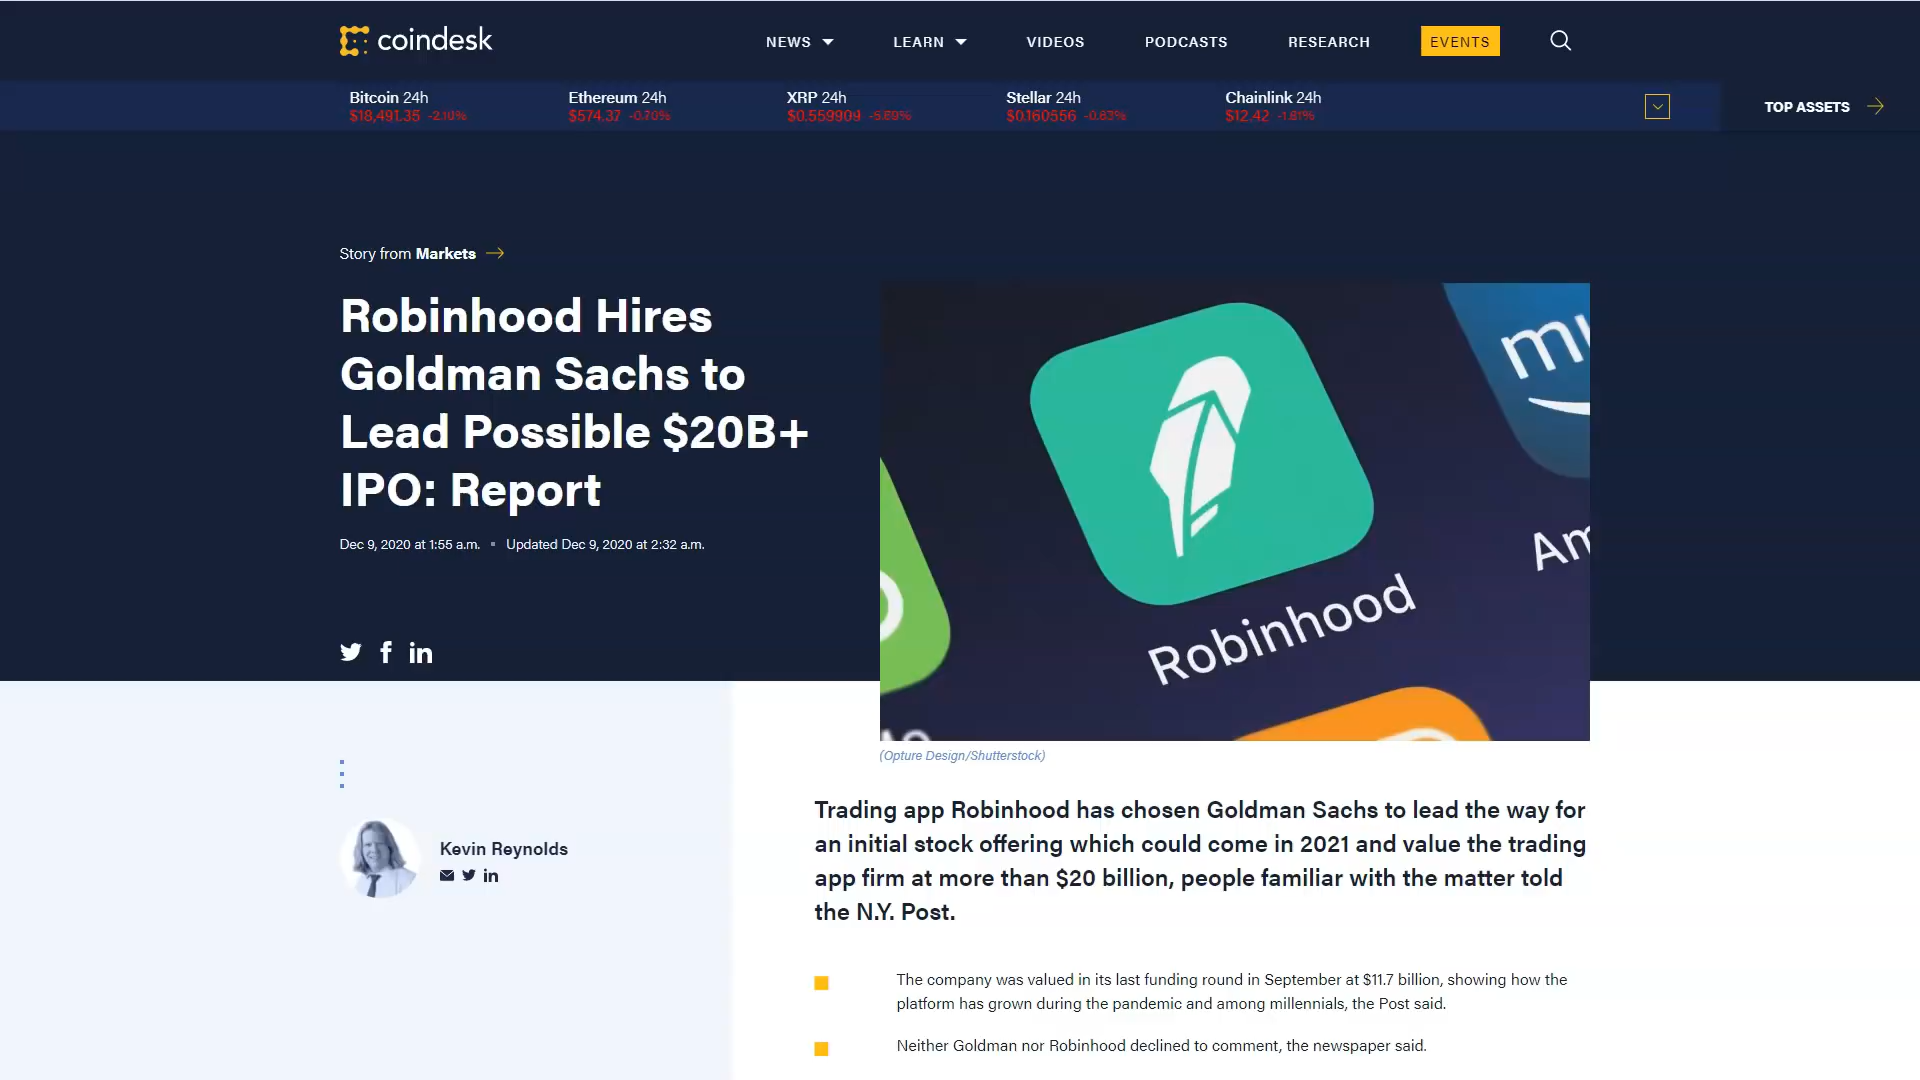 coindesk
NEWS
LEARN
VIDEOS
PODCASTS
RESEARCH
EVENTS
Bitcoin 24h
$18,491.35 -2.10%
Ethereum 24h
$574.37 -0.70%
XRP 24h
$0.559909 -5.69%
Stellar 24h
$0.160556 -0.83%
Chainlink 24h
$12.42 -1.81%
TOP ASSETS
Story from Markets
Robinhood Hires
Goldman Sachs to
Lead Possible $20B+
IPO: Report
Dec 9, 2020 at 1:55 a.m. Updated Dec 9, 2020 at 2:32 a.m.
Robinhood
(Opture Design/Shutterstock)
Kevin Reynolds
Trading app Robinhood has chosen Goldman Sachs to lead the way for
an initial stock offering which could come in 2021 and value the trading
app firm at more than $20 billion, people familiar with the matter told
the N.Y. Post.
The company was valued in its last funding round in September at $11.7 billion, showing how the
platform has grown during the pandemic and among millennials, the Post said.
Neither Goldman nor Robinhood declined to comment, the newspaper said.